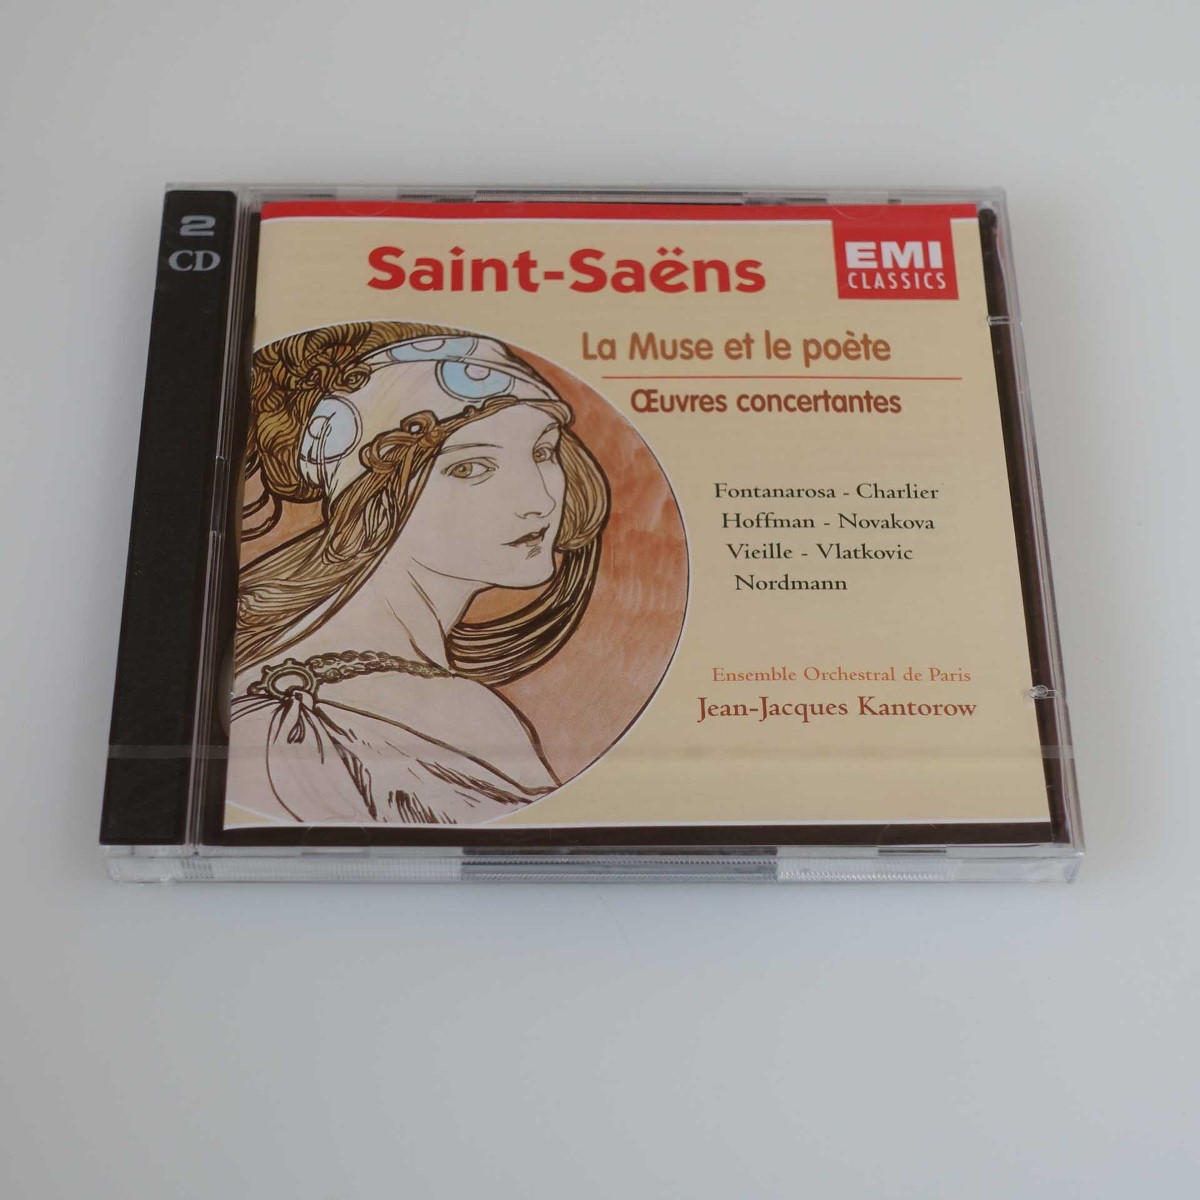 2
CD
Saint-Saëns
EMI
CLASSICS
La Muse et le poète
Œuvres concertantes
Fontanarosa - Charlier
Hoffman - Novakova
Vieille - Vlatkovic
Nordmann
Ensemble Orchestral de Paris
Jean-Jacques Kantorow